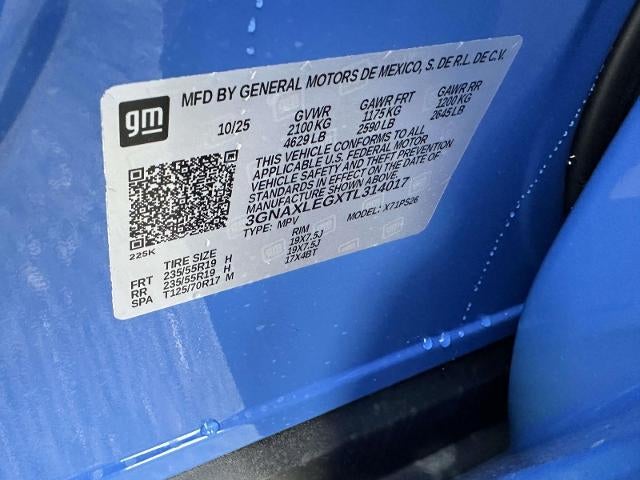 gm
MFD BY GENERAL MOTORS DE MEXICO, S. DE R.L. DE C.V.
10/25 GVWR GAWR FRT GAWR RR
2100 KG 1175 KG 1200 KG
4629 LB 2590 LB 2645 LB
THIS VEHICLE CONFORMS TO ALL
APPLICABLE U.S. FEDERAL MOTOR
VEHICLE SAFETY AND THEFT PREVENTION
STANDARDS IN EFFECT ON THE DATE OF
MANUFACTURE SHOWN ABOVE.
3GNAXLEGXTL314017
TYPE: MPV MODEL: X71PS26
225K
TIRE SIZE RIM
FRT 235/55R19 H 19X7.5J
RR 235/55R19 H 19X7.5J
SPA T125/70R17 M 17X4BT